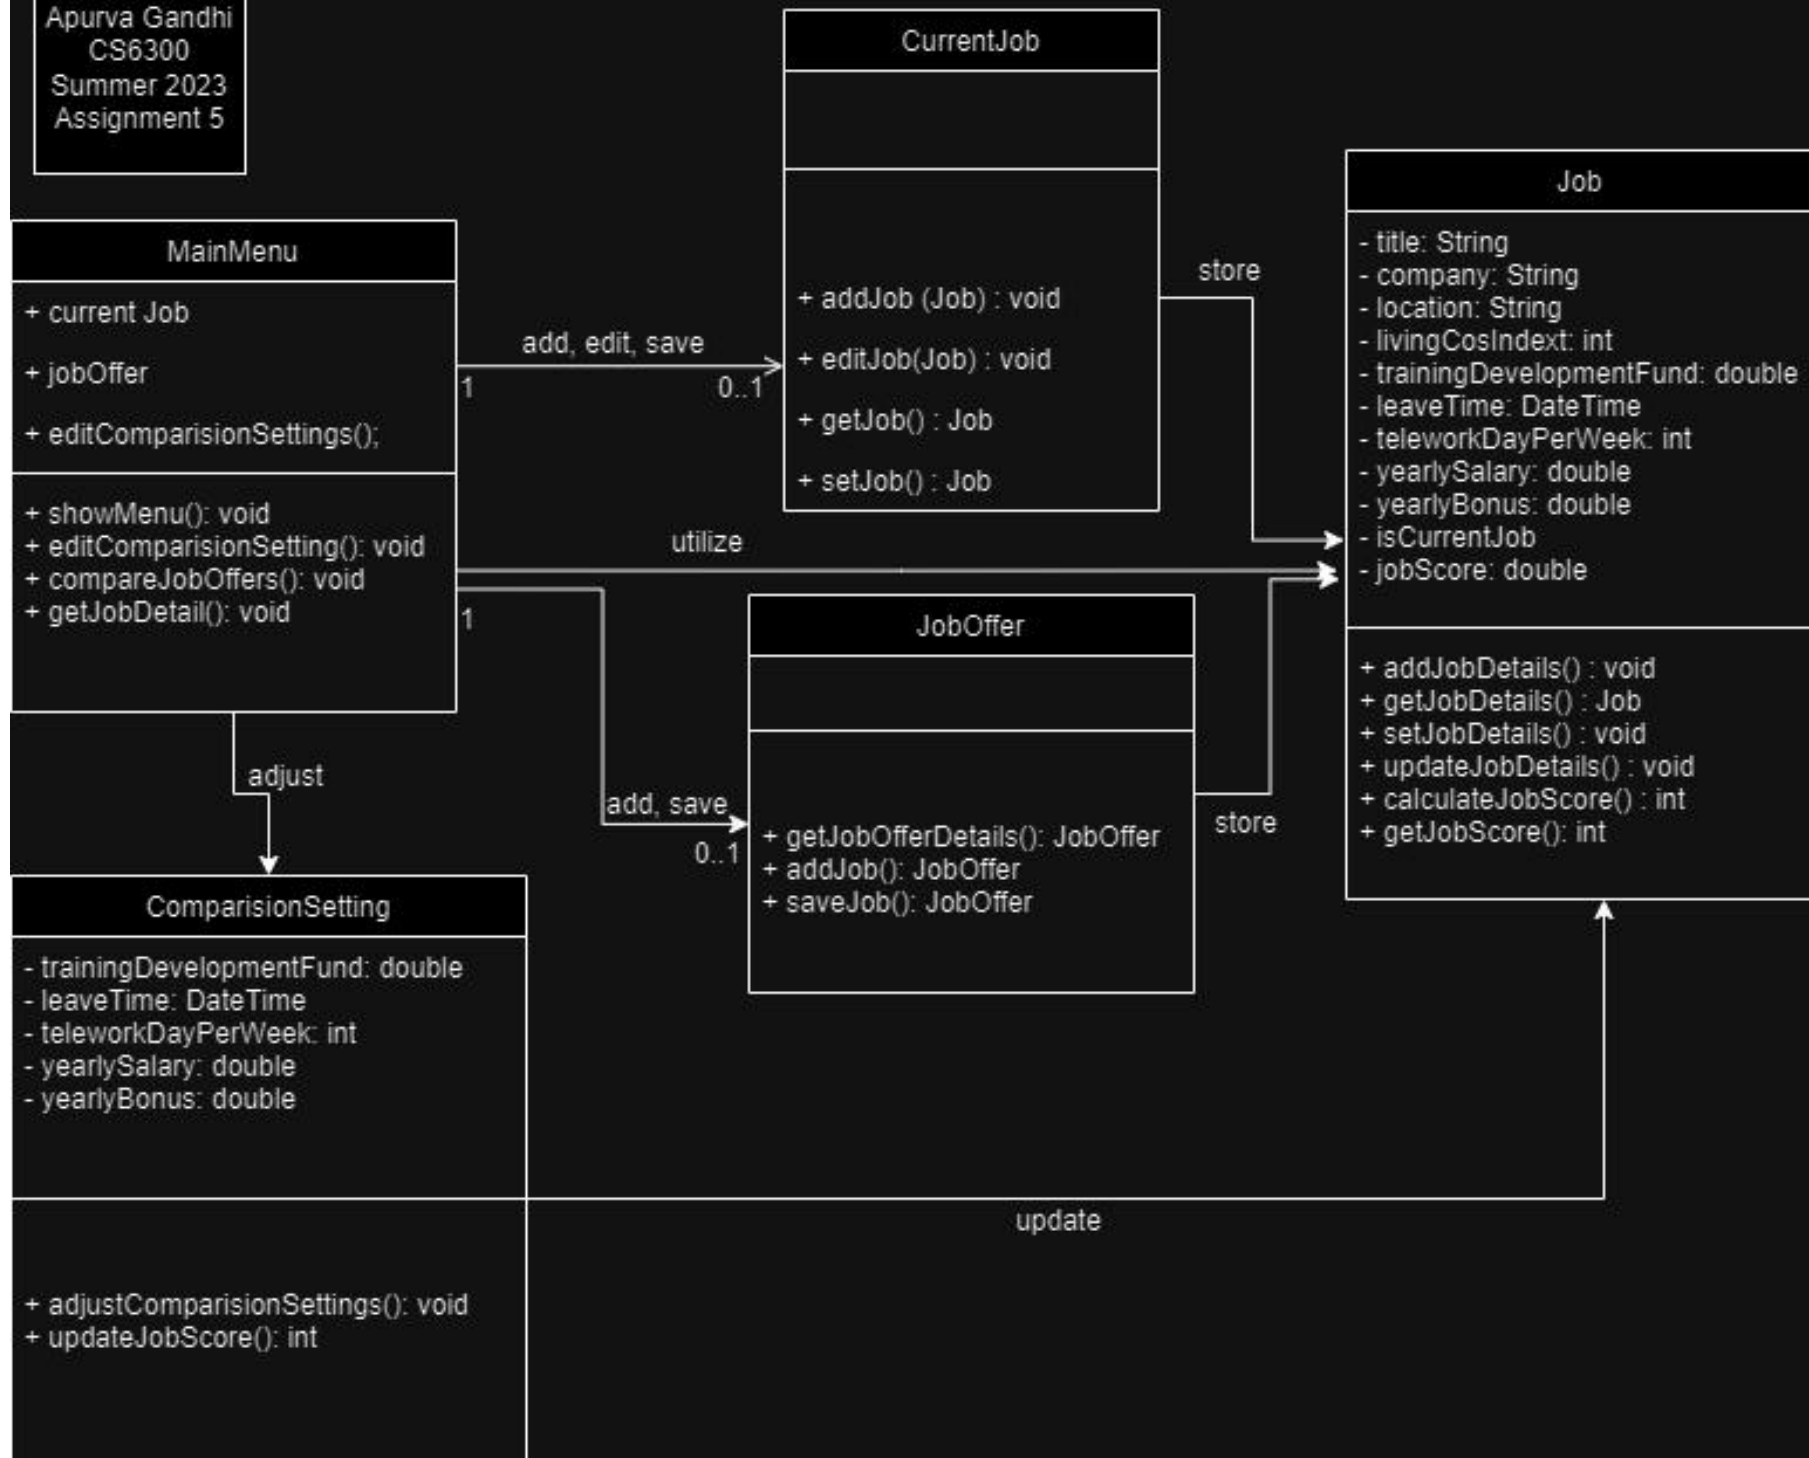 Apurva Gandhi
CS6300
Summer 2023
Assignment 5
CurrentJob
+ addJob (Job) : void
+ editJob(Job) : void
+ getJob() : Job
+ setJob() : Job
Job
- title: String
- company: String
- location: String
- livingCosIndext: int
- trainingDevelopmentFund: double
- leaveTime: DateTime
- teleworkDayPerWeek: int
- yearlySalary: double
- yearlyBonus: double
- isCurrentJob
- jobScore: double
+ addJobDetails() : void
+ getJobDetails() : Job
+ setJobDetails() : void
+ updateJobDetails() : void
+ calculateJobScore() : int
+ getJobScore(): int
MainMenu
+ current Job
+ jobOffer
+ editComparisionSettings();
+ showMenu(): void
+ editComparisionSetting(): void
+ compareJobOffers(): void
+ getJobDetail(): void
add, edit, save
1
0..1
store
utilize
1
add, save
0..1
JobOffer
+ getJobOfferDetails(): JobOffer
+ addJob(): JobOffer
+ saveJob(): JobOffer
store
adjust
ComparisionSetting
- trainingDevelopmentFund: double
- leaveTime: DateTime
- teleworkDayPerWeek: int
- yearlySalary: double
- yearlyBonus: double
+ adjustComparisionSettings(): void
+ updateJobScore(): int
update